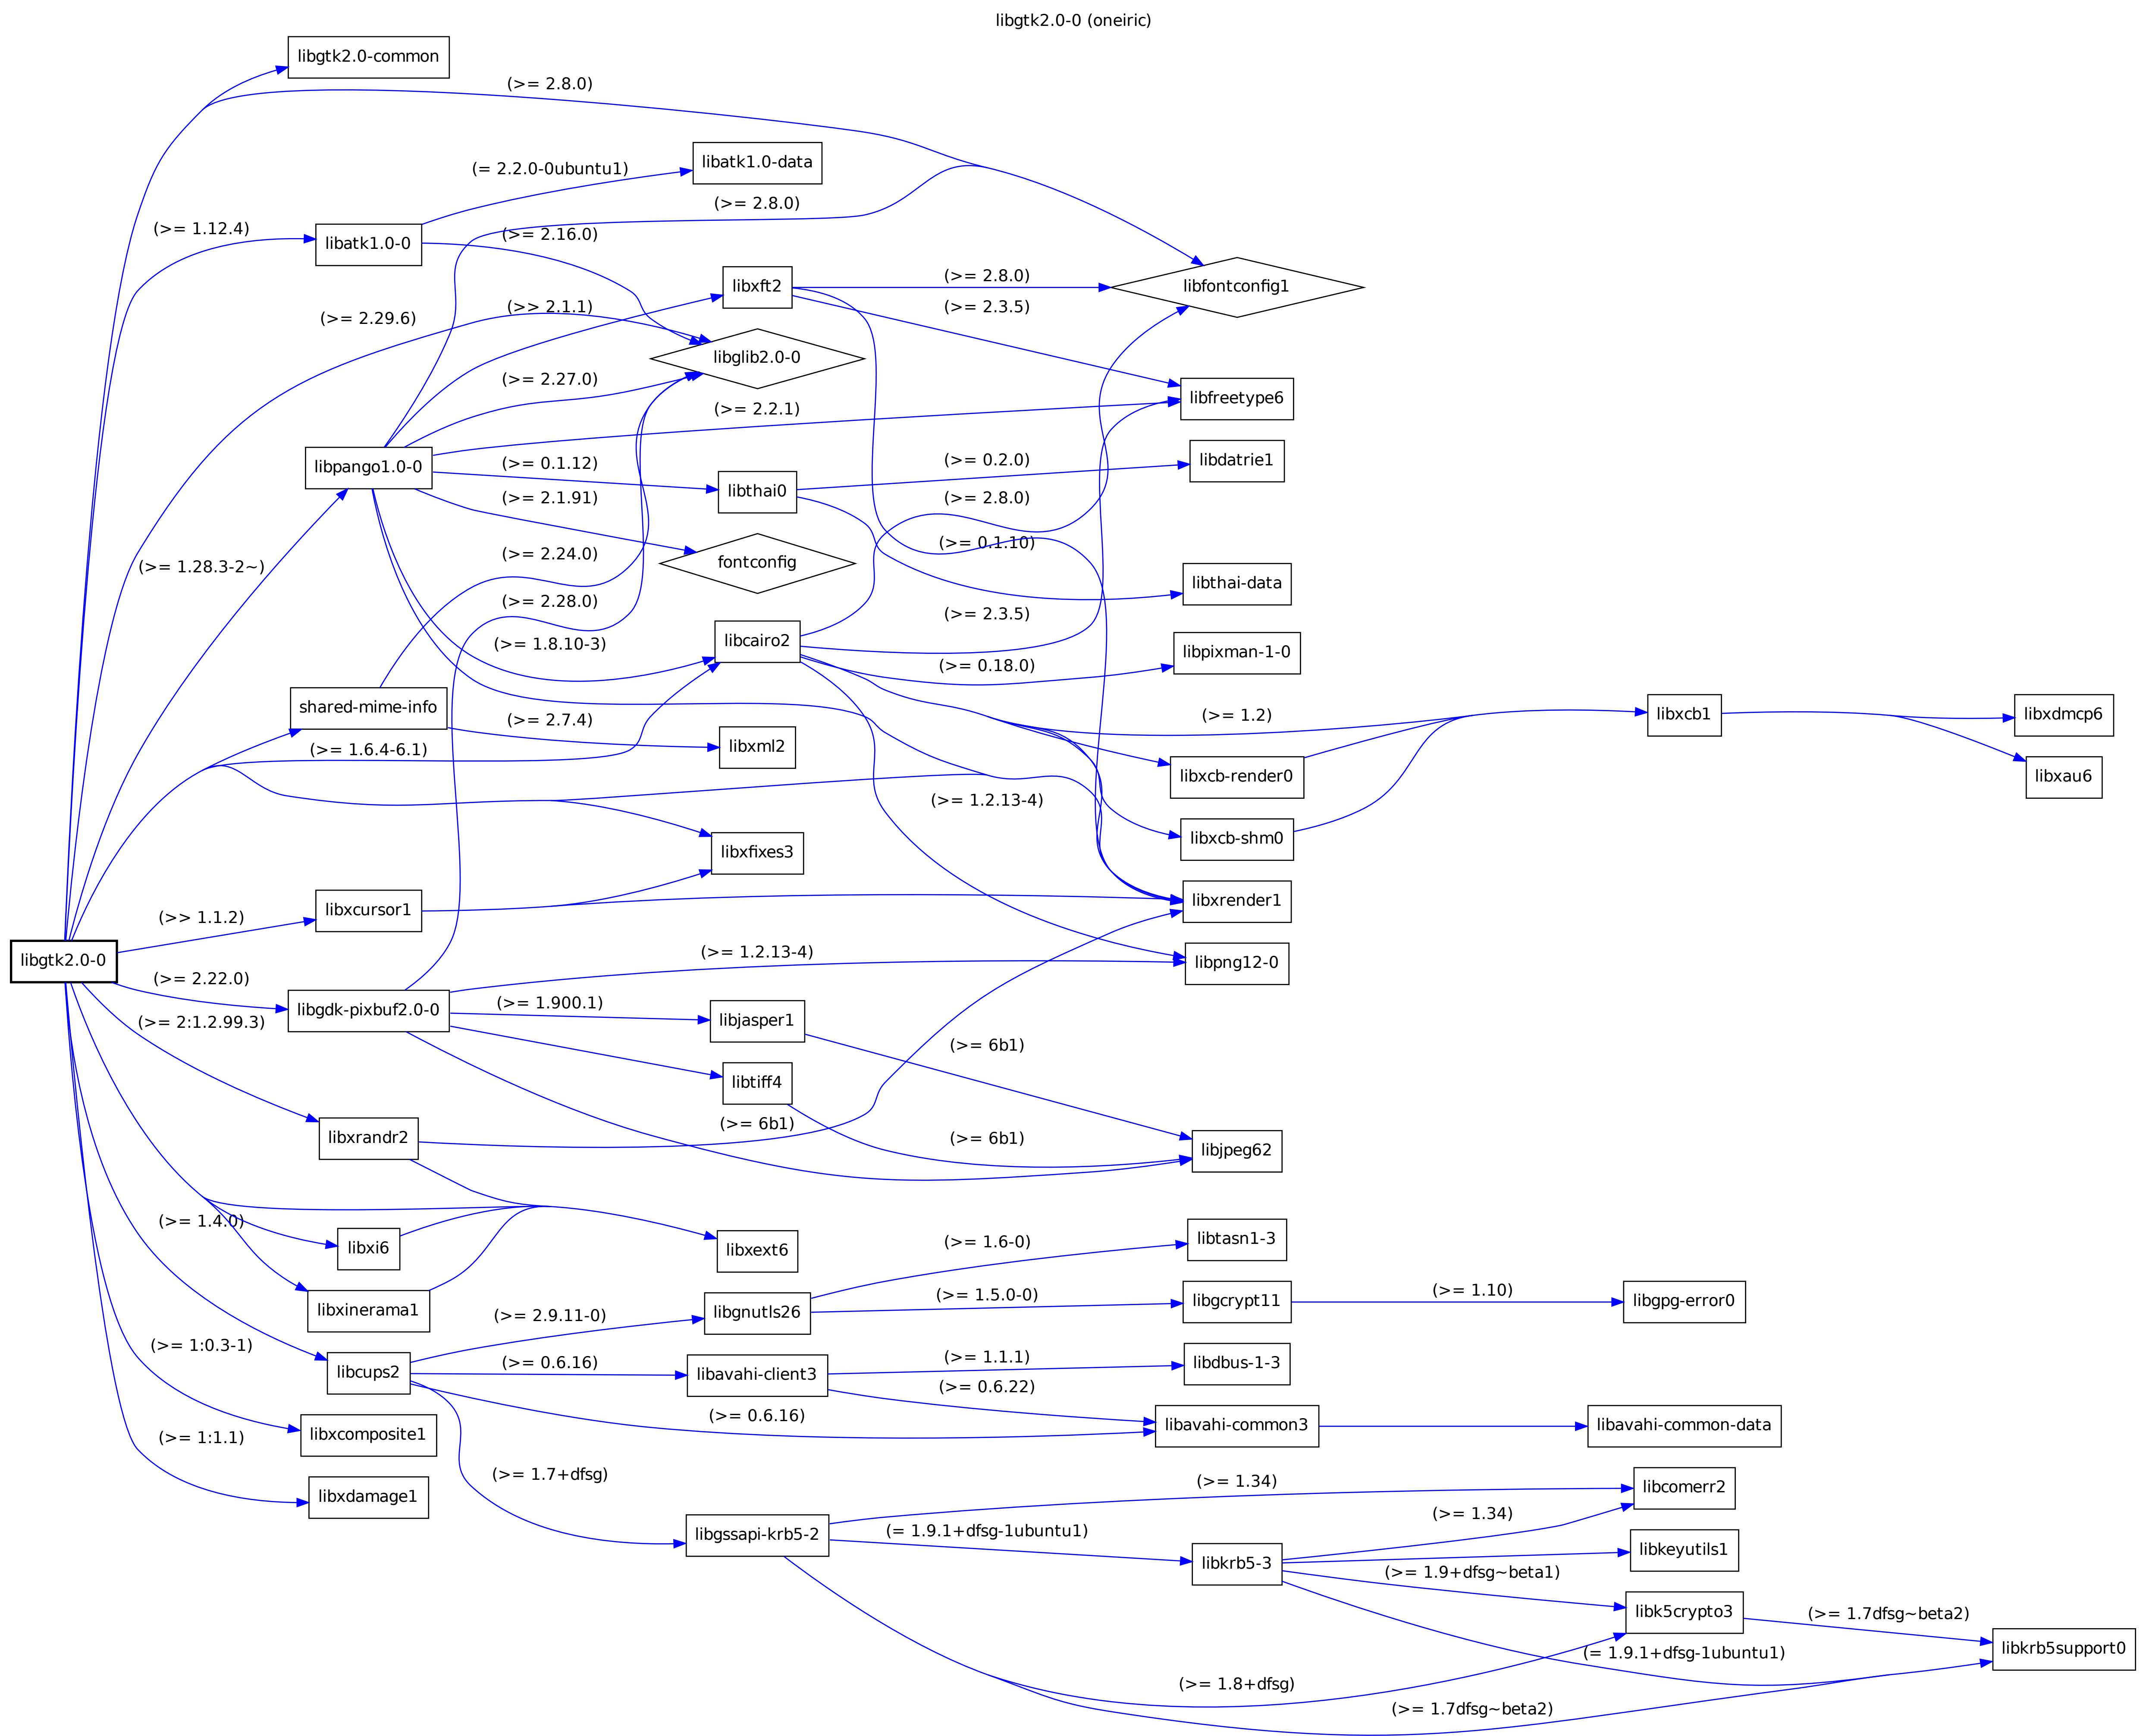 libgtk2.0-0 (oneiric)
libgtk2.0-common
(>= 2.8.0)
libatk1.0-data
(= 2.2.0-0ubuntu1)
(>= 2.8.0)
(>= 1.12.4)
libatk1.0-0
(>= 2.16.0)
libxft2
(>= 2.8.0)
libfontconfig1
(>> 2.1.1)
(>= 2.3.5)
(>= 2.29.6)
libglib2.0-0
(>= 2.27.0)
libfreetype6
(>= 2.2.1)
libpango1.0-0
(>= 0.1.12)
(>= 0.2.0)
libdatrie1
libthai0
(>= 2.1.91)
(>= 2.8.0)
(>= 0.1.10)
(>= 2.24.0)
fontconfig
(>= 1.28.3-2~)
libthai-data
(>= 2.28.0)
(>= 2.3.5)
libcairo2
(>= 1.8.10-3)
libpixman-1-0
(>= 0.18.0)
shared-mime-info
(>= 2.7.4)
(>= 1.2)
libxcb1
libxdmcp6
(>= 1.6.4-6.1)
libxml2
libxcb-render0
libxau6
(>= 1.2.13-4)
libxcb-shm0
libxfixes3
libxrender1
(>> 1.1.2)
libxcursor1
libgtk2.0-0
(>= 1.2.13-4)
libpng12-0
(>= 2.22.0)
libgdk-pixbuf2.0-0
(>= 1.900.1)
libjasper1
(>= 2:1.2.99.3)
(>= 6b1)
libtiff4
(>= 6b1)
libxrandr2
(>= 6b1)
libjpeg62
(>= 1.4.0)
libxi6
libxext6
(>= 1.6-0)
libtasn1-3
libxinerama1
(>= 2.9.11-0)
libgnutls26
(>= 1.5.0-0)
libgcrypt11
(>= 1.10)
libgpg-error0
(>= 1:0.3-1)
libcups2
(>= 0.6.16)
libavahi-client3
(>= 1.1.1)
libdbus-1-3
(>= 0.6.22)
(>= 0.6.16)
libavahi-common3
libavahi-common-data
libxcomposite1
(>= 1:1.1)
(>= 1.7+dfsg)
libxdamage1
(>= 1.34)
libcomerr2
libgssapi-krb5-2
(= 1.9.1+dfsg-1ubuntu1)
(>= 1.34)
libkrb5-3
libkeyutils1
(>= 1.9+dfsg~beta1)
libk5crypto3
(>= 1.7dfsg~beta2)
libkrb5support0
(= 1.9.1+dfsg-1ubuntu1)
(>= 1.8+dfsg)
(>= 1.7dfsg~beta2)